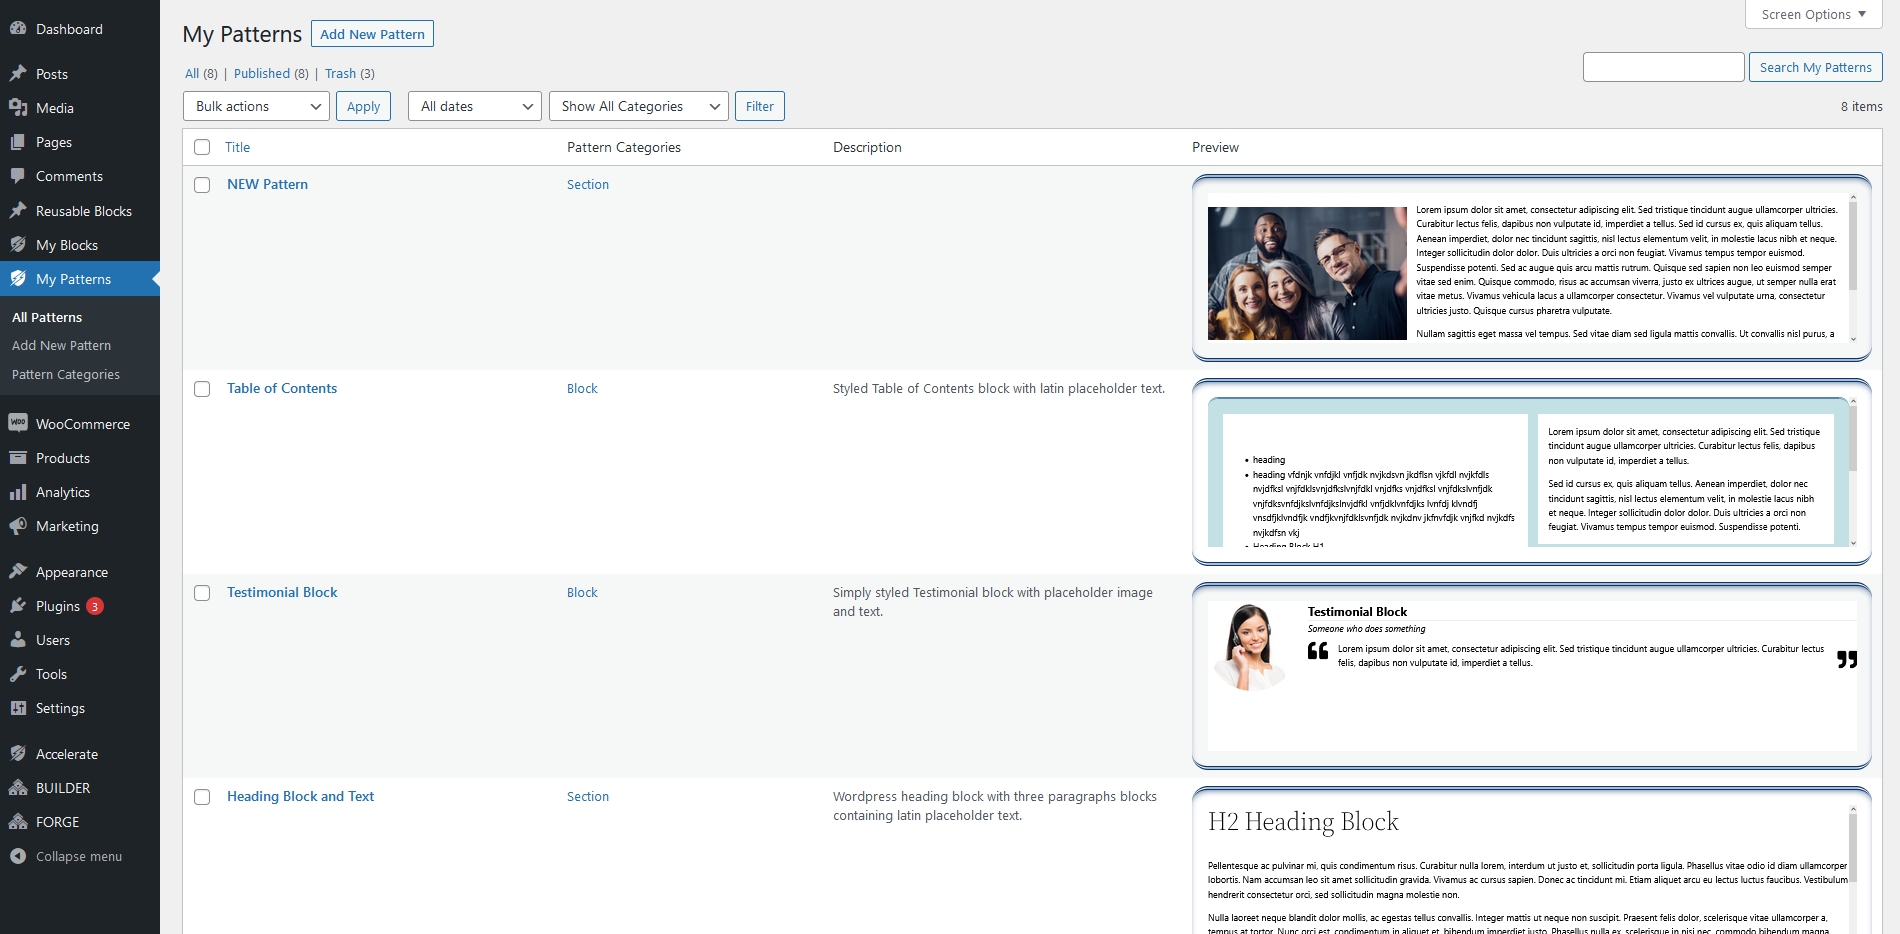 Dashboard
Posts
Media
Pages
Comments
Reusable Blocks
My Blocks
My Patterns
All Patterns
Add New Pattern
Pattern Categories
WooCommerce
Products
Analytics
Marketing
Appearance
Plugins 3
Users
Tools
Settings
Accelerate
BUILDER
FORGE
Collapse menu
Screen Options
My Patterns Add New Pattern
All (8) | Published (8) | Trash (3)
Search My Patterns
Bulk actions Apply All dates Show All Categories Filter
8 items
Title Pattern Categories Description Preview
NEW Pattern Section
Lorem ipsum dolor sit amet, consectetur adipiscing elit. Sed tristique tincidunt augue ullamcorper ultricies.
Curabitur lectus felis, dapibus non vulputate id, imperdiet a tellus. Sed id cursus ex, quis aliquam tellus.
Aenean imperdiet, dolor nec tincidunt sagittis, nisl lectus elementum velit, in molestie lacus nibh et neque.
Integer sollicitudin dolor dolor. Duis ultricies a orci non feugiat. Vivamus tempus tempor euismod.
Suspendisse potenti. Sed ac augue quis arcu mattis rutrum. Quisque sed sapien non leo euismod semper
vitae sed enim. Quisque commodo, risus ac accumsan viverra, justo ex ultrices augue, ut semper nulla erat
vitae metus. Vivamus vehicula lacus a ullamcorper consectetur. Vivamus vel vulputate urna, consectetur
ultricies justo. Quisque cursus pharetra vulputate.
Nullam sagittis eget massa vel tempus. Sed vitae diam sed ligula mattis convallis. Ut convallis nisl purus, a
Table of Contents Block Styled Table of Contents block with latin placeholder text.
heading
heading vfdnjk vnfdjkl vnfjdk nvjkdsvn jkdflsn vjkfdl nvjkfdls
nvjdfksl vnjfdklsvnjdfkslvnjfdkl vnjdfks vnjdfksl vnjfdkslvnfjdk
vnjfdksvnjfdkslvnfdjkslnvjdfkl vnfjdklvnfdjks lvnfdj klvndfj
vnsdfjklvndfjk vndfjkvnjfdklsvnfjdk nvjkdnv jkfnvfdjk vnjfkd nvjkdfs
nvjkdfsn vkj
Heading Block H1
Lorem ipsum dolor sit amet, consectetur adipiscing elit. Sed tristique
tincidunt augue ullamcorper ultricies. Curabitur lectus felis, dapibus
non vulputate id, imperdiet a tellus.
Sed id cursus ex, quis aliquam tellus. Aenean imperdiet, dolor nec
tincidunt sagittis, nisl lectus elementum velit, in molestie lacus nibh
et neque. Integer sollicitudin dolor dolor. Duis ultricies a orci non
feugiat. Vivamus tempus tempor euismod. Suspendisse potenti.
Testimonial Block Block Simply styled Testimonial block with placeholder image
and text.
Testimonial Block
Someone who does something
“ Lorem ipsum dolor sit amet, consectetur adipiscing elit. Sed tristique tincidunt augue ullamcorper ultricies. Curabitur lectus
felis, dapibus non vulputate id, imperdiet a tellus. ”
Heading Block and Text Section Wordpress heading block with three paragraphs blocks
containing latin placeholder text.
H2 Heading Block
Pellentesque ac pulvinar mi, quis condimentum risus. Curabitur nulla lorem, interdum ut justo et, sollicitudin porta ligula. Phasellus vitae odio id diam ullamcorper
lobortis. Nam accumsan leo sit amet sollicitudin gravida. Vivamus ac cursus sapien. Donec ac tincidunt mi. Etiam aliquet arcu eu lectus luctus faucibus. Vestibulum
hendrerit consectetur orci, sed sollicitudin magna molestie non.
Nulla laoreet neque blandit dolor mollis, ac egestas tellus convallis. Integer mattis ut neque non suscipit. Praesent felis dolor, scelerisque vitae ullamcorper a,
tempus at tortor. Nunc orci est, condimentum in aliquet et, bibendum imperdiet justo. Phasellus nulla ex, scelerisque in nisi nec, commodo bibendum magna.